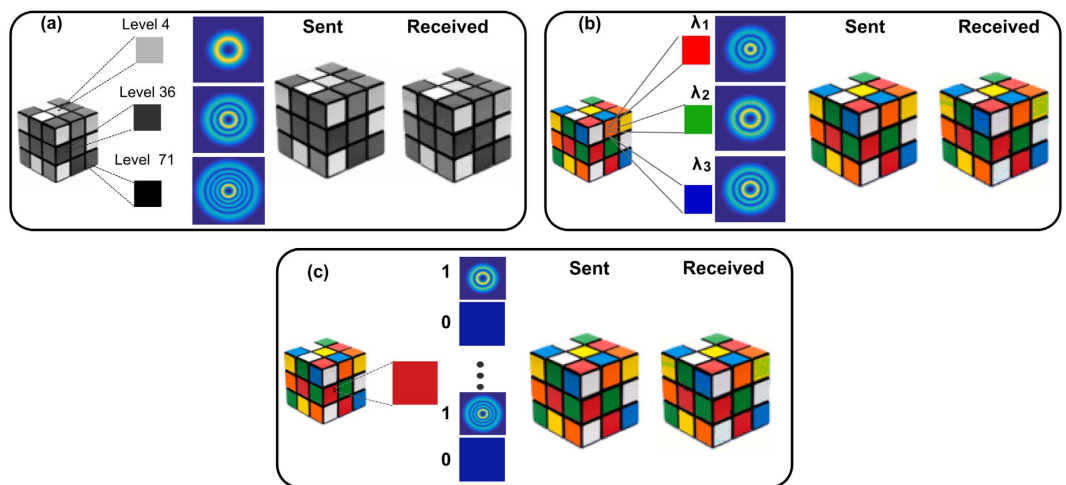 (a)
Level 4
Level 36
Level 71
Sent
Received
(b)
λ1
λ2
λ3
Sent
Received
(c)
1
0
1
0
Sent
Received